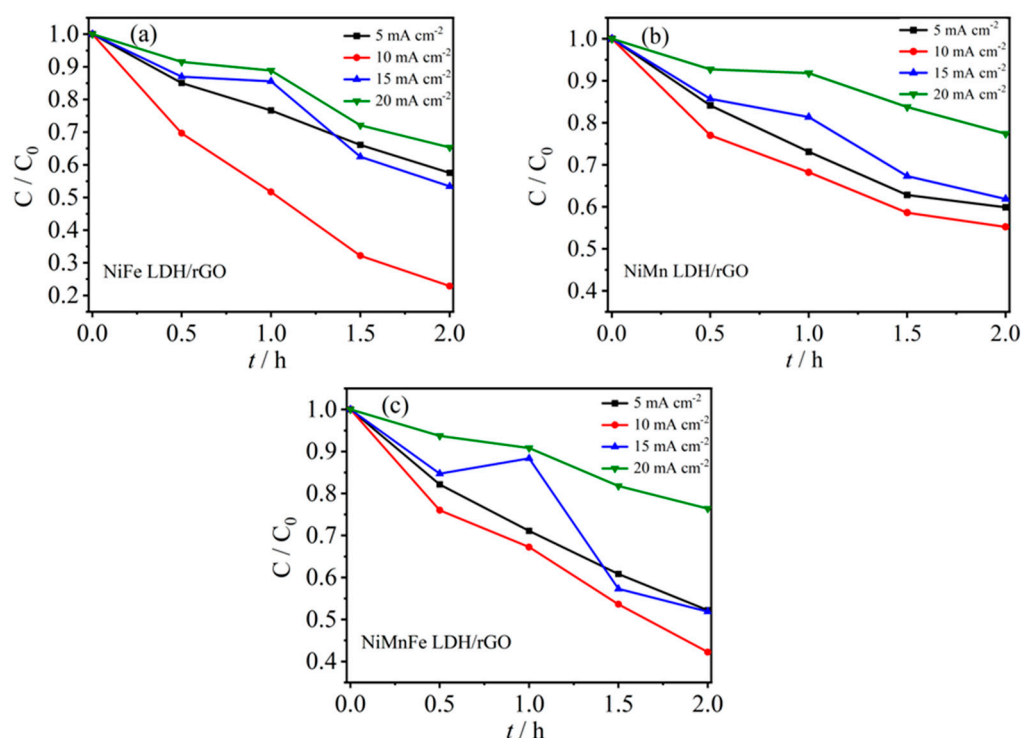 (a)
5 mA cm⁻²
10 mA cm⁻²
15 mA cm⁻²
20 mA cm⁻²
1.0
0.9
0.8
0.7
0.6
0.5
0.4
0.3
0.2
C / C₀
NiFe LDH/rGO
0.0 0.5 1.0 1.5 2.0
t / h
(b)
5 mA cm⁻²
10 mA cm⁻²
15 mA cm⁻²
20 mA cm⁻²
1.0
0.9
0.8
0.7
0.6
0.5
0.4
C / C₀
NiMn LDH/rGO
0.0 0.5 1.0 1.5 2.0
t / h
(c)
5 mA cm⁻²
10 mA cm⁻²
15 mA cm⁻²
20 mA cm⁻²
1.0
0.9
0.8
0.7
0.6
0.5
0.4
C / C₀
NiMnFe LDH/rGO
0.0 0.5 1.0 1.5 2.0
t / h